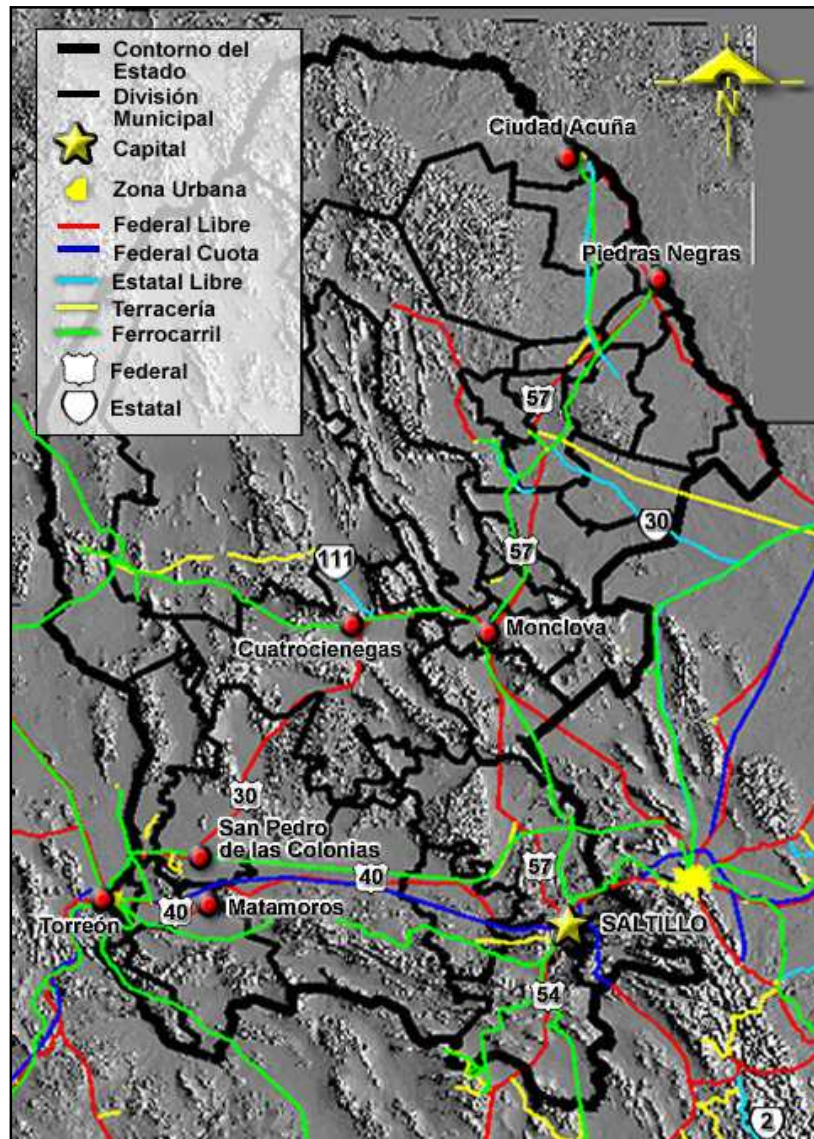 Contorno del
Estado
División
Municipal
Capital
Zona Urbana
Federal Libre
Federal Cuota
Estatal Libre
Terracería
Ferrocarril
Federal
Estatal
N
Ciudad Acuña
Piedras Negras
57
30
57
111
Cuatrocienegas
Monclova
30
San Pedro
de las Colonias
57
40
40
Matamoros
Torreón
SALTILLO
54
2